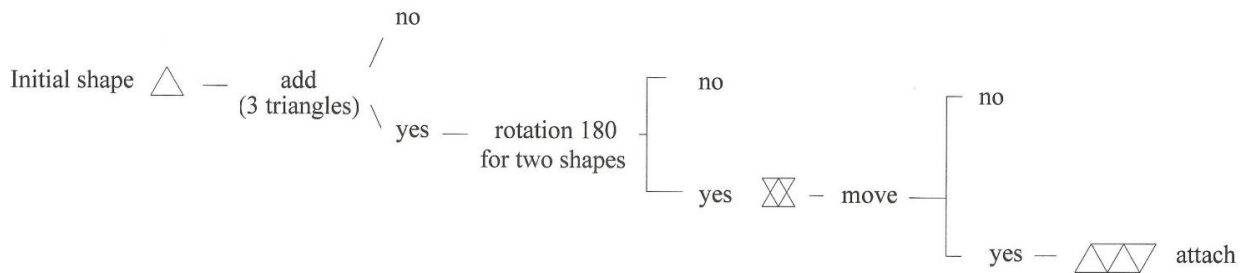 no
Initial shape
add
(3 triangles)
no
no
yes
rotation 180
for two shapes
yes
move
yes
attach